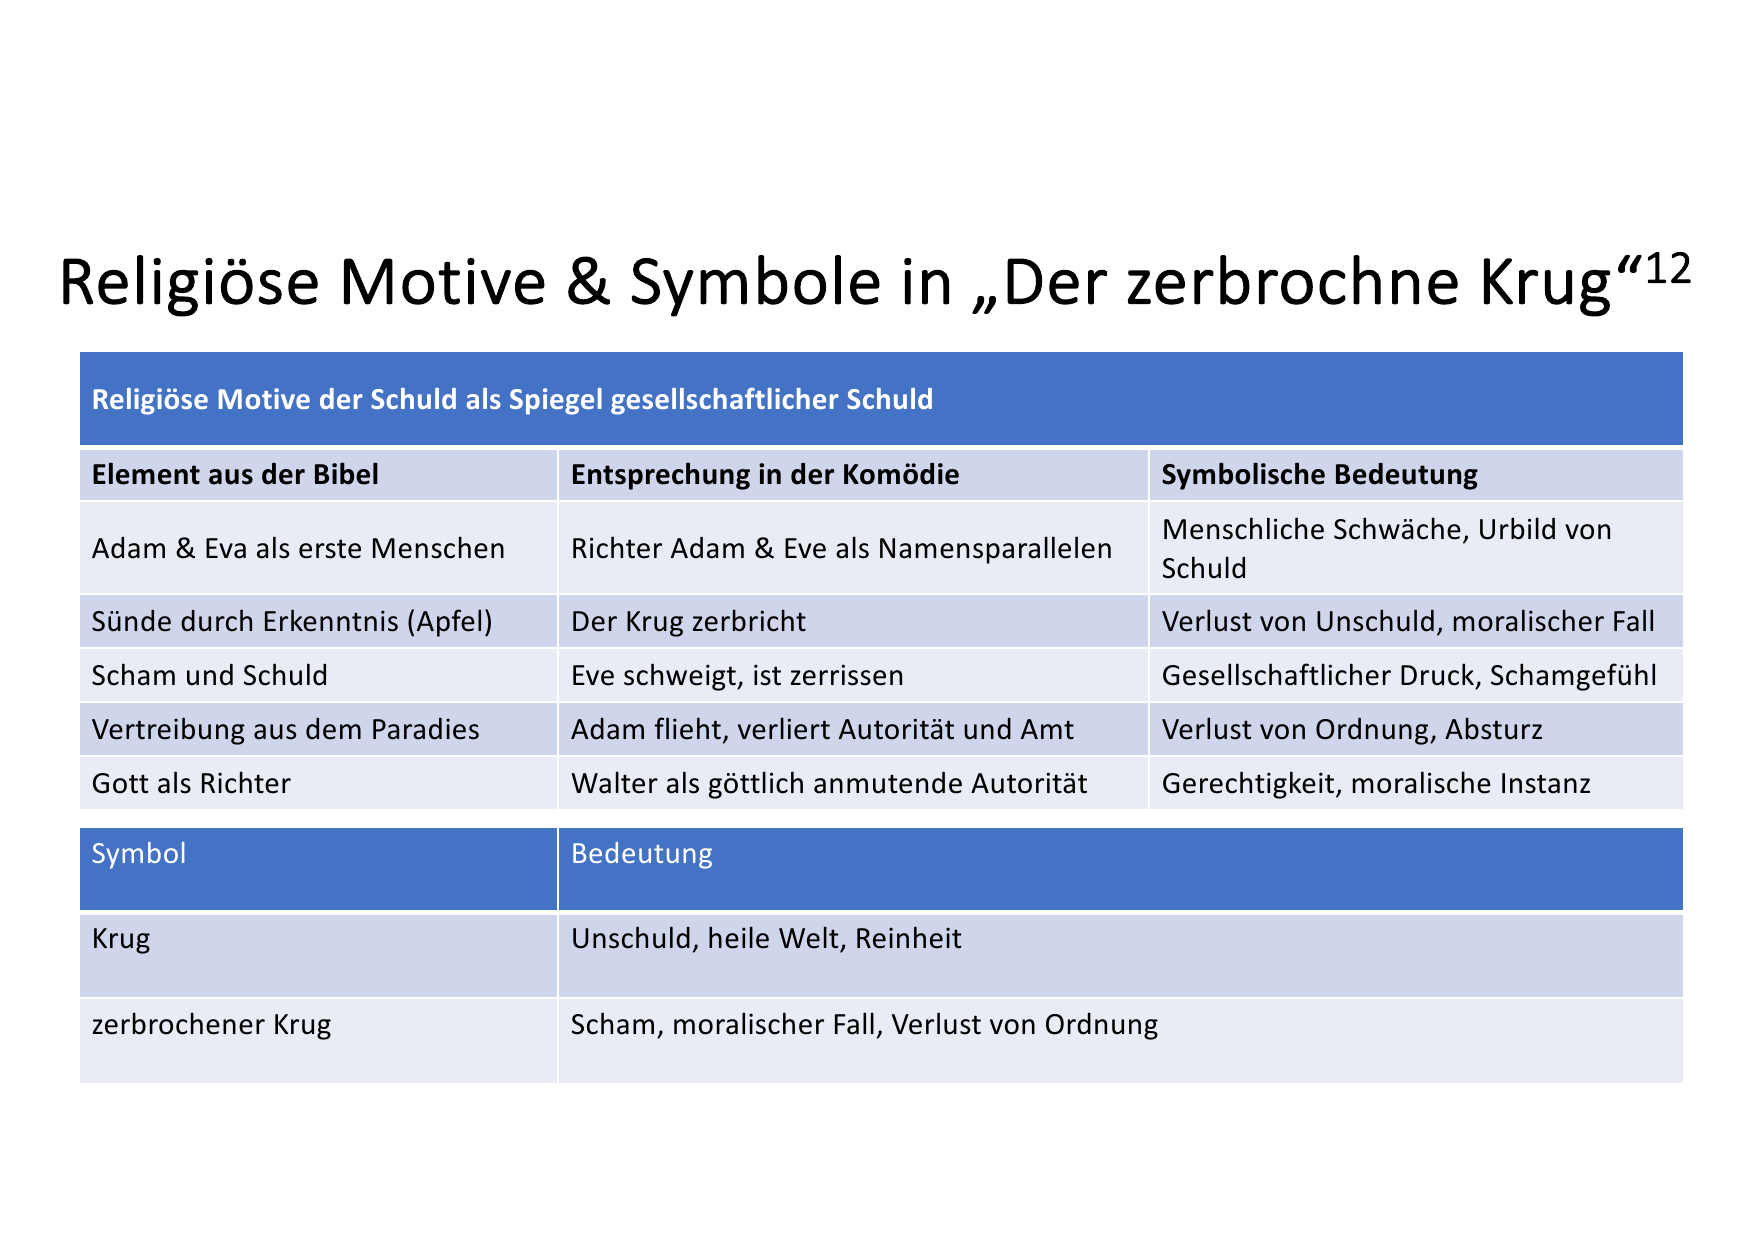 Religiöse Motive & Symbole in „Der zerbrochne Krug“12
Religiöse Motive der Schuld als Spiegel gesellschaftlicher Schuld
Element aus der Bibel Entsprechung in der Komödie Symbolische Bedeutung
Adam & Eva als erste Menschen Richter Adam & Eve als Namensparallelen Menschliche Schwäche, Urbild von
Schuld
Sünde durch Erkenntnis (Apfel) Der Krug zerbricht Verlust von Unschuld, moralischer Fall
Scham und Schuld Eve schweigt, ist zerrissen Gesellschaftlicher Druck, Schamgefühl
Vertreibung aus dem Paradies Adam flieht, verliert Autorität und Amt Verlust von Ordnung, Absturz
Gott als Richter Walter als göttlich anmutende Autorität Gerechtigkeit, moralische Instanz
Symbol Bedeutung
Krug Unschuld, heile Welt, Reinheit
zerbrochener Krug Scham, moralischer Fall, Verlust von Ordnung